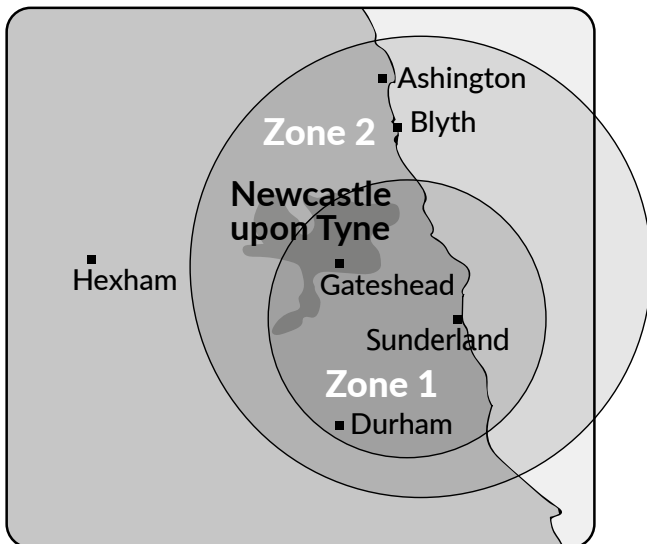 Ashington
Blyth
Zone 2
Newcastle
upon Tyne
Hexham
Gateshead
Sunderland
Zone 1
Durham